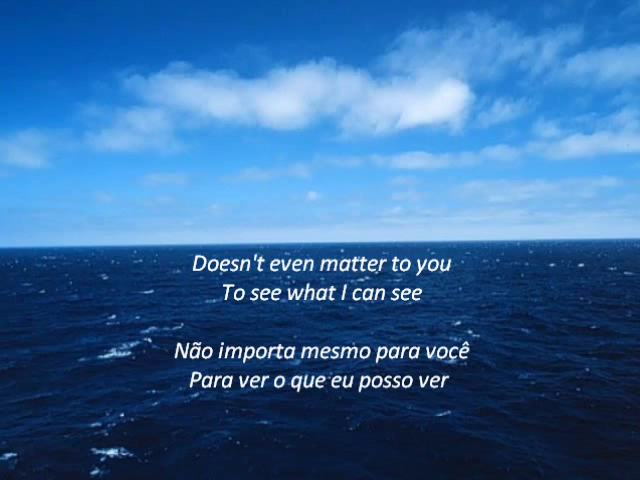 Doesn't even matter to you
To see what I can see
Não importa mesmo para você
Para ver o que eu posso ver